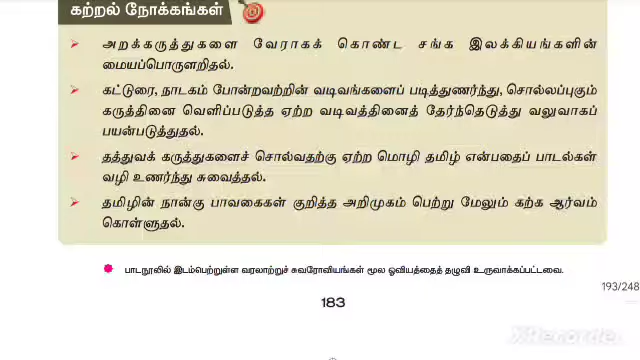 கற்றல் நோக்கங்கள்
அறக்கருத்துகளை வேராகக் கொண்ட சங்க இலக்கியங்களின்
மையப்பொருளறிதல்.
கட்டுரை, நாடகம் போன்றவற்றின் வடிவங்களைப் படித்துணர்ந்து, சொல்லப்புகும்
கருத்தினை வெளிப்படுத்த ஏற்ற வடிவத்தினைத் தேர்ந்தெடுத்து வலுவாகப்
பயன்படுத்துதல்.
தத்துவக் கருத்துகளைச் சொல்வதற்கு ஏற்ற மொழி தமிழ் என்பதைப் பாடல்கள்
வழி உணர்ந்து சுவைத்தல்.
தமிழின் நான்கு பாவகைகள் குறித்த அறிமுகம் பெற்று மேலும் கற்க ஆர்வம்
கொள்ளுதல்.
பாடநூலில் இடம்பெற்றுள்ள வரலாற்றுச் சுவரோவியங்கள் மூல ஓவியத்தைத் தழுவி உருவாக்கப்பட்டவை.
193/248
183
XRecorder